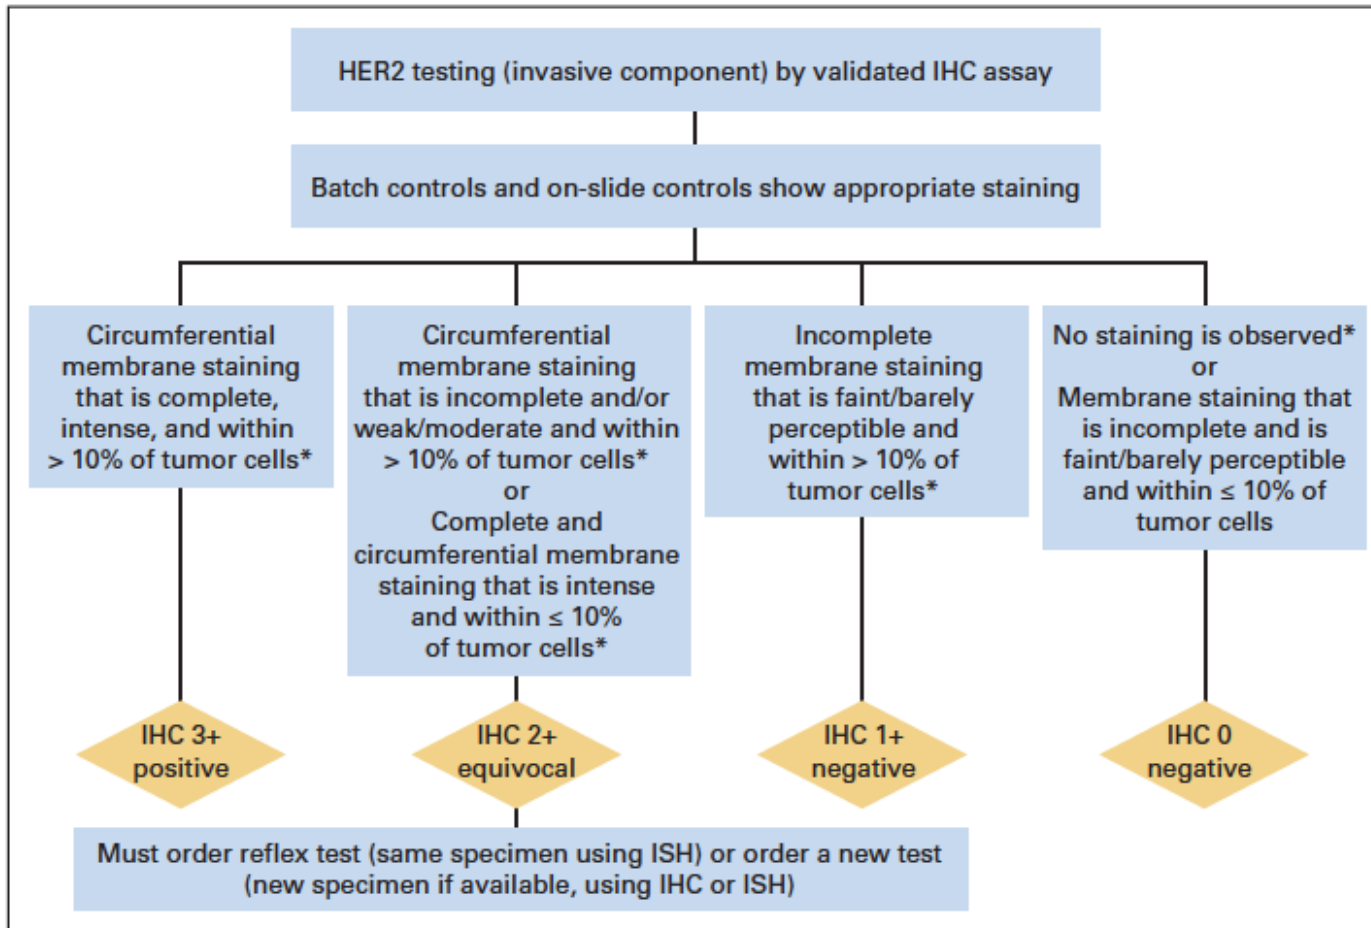 HER2 testing (invasive component) by validated IHC assay
Batch controls and on-slide controls show appropriate staining
Circumferential
membrane staining
that is complete,
intense, and within
> 10% of tumor cells*
Circumferential
membrane staining
that is incomplete and/or
weak/moderate and within
> 10% of tumor cells*
or
Complete and
circumferential membrane
staining that is intense
and within ≤ 10%
of tumor cells*
Incomplete
membrane staining
that is faint/barely
perceptible and
within > 10% of
tumor cells*
No staining is observed*
or
Membrane staining that
is incomplete and is
faint/barely perceptible
and within ≤ 10% of
tumor cells
IHC 3+
positive
IHC 2+
equivocal
IHC 1+
negative
IHC 0
negative
Must order reflex test (same specimen using ISH) or order a new test
(new specimen if available, using IHC or ISH)